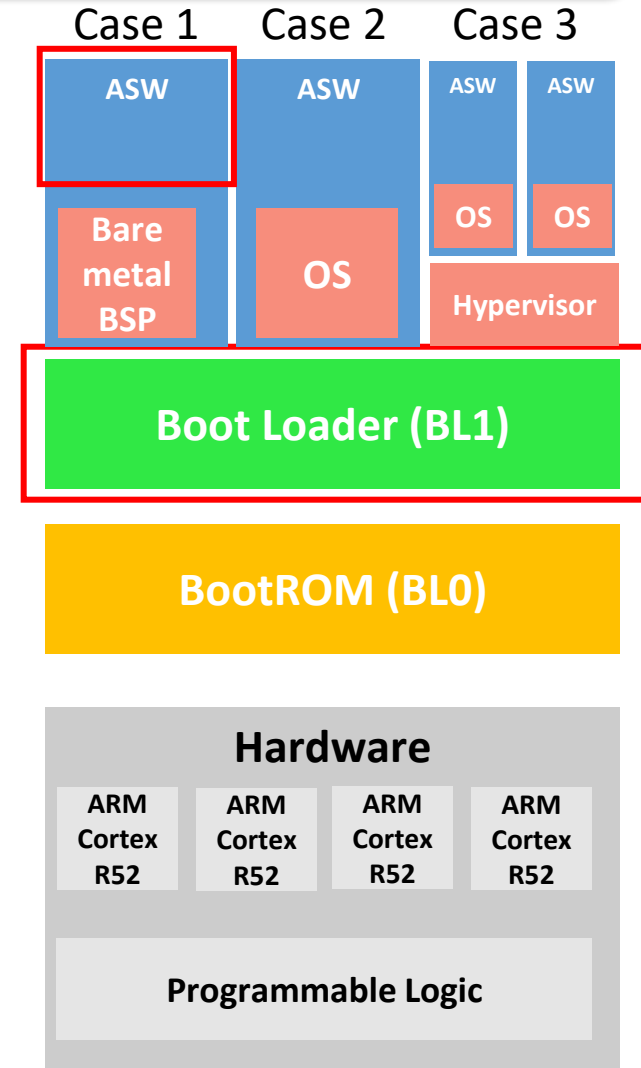 Case 1 Case 2 Case 3
ASW ASW ASW ASW
Bare
metal
BSP
OS
OS OS
Hypervisor
Boot Loader (BL1)
BootROM (BL0)
Hardware
ARM
Cortex
R52
ARM
Cortex
R52
ARM
Cortex
R52
ARM
Cortex
R52
Programmable Logic